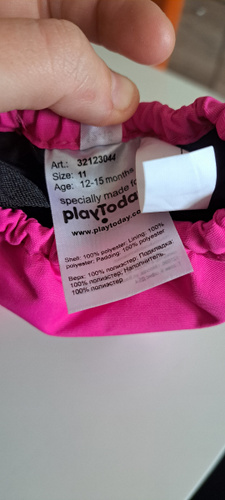 Art.: 32123044
Size: 11
Age: 12-15 months
specially made fo
playToda
www.playtoday.c
Shell: 100% polyester; Lining: 100%
polyester; Padding: 100% polyester
Верх: 100% полиэстер, Подкладка:
100% полиэстер, Наполнитель:
100% полиэстер.